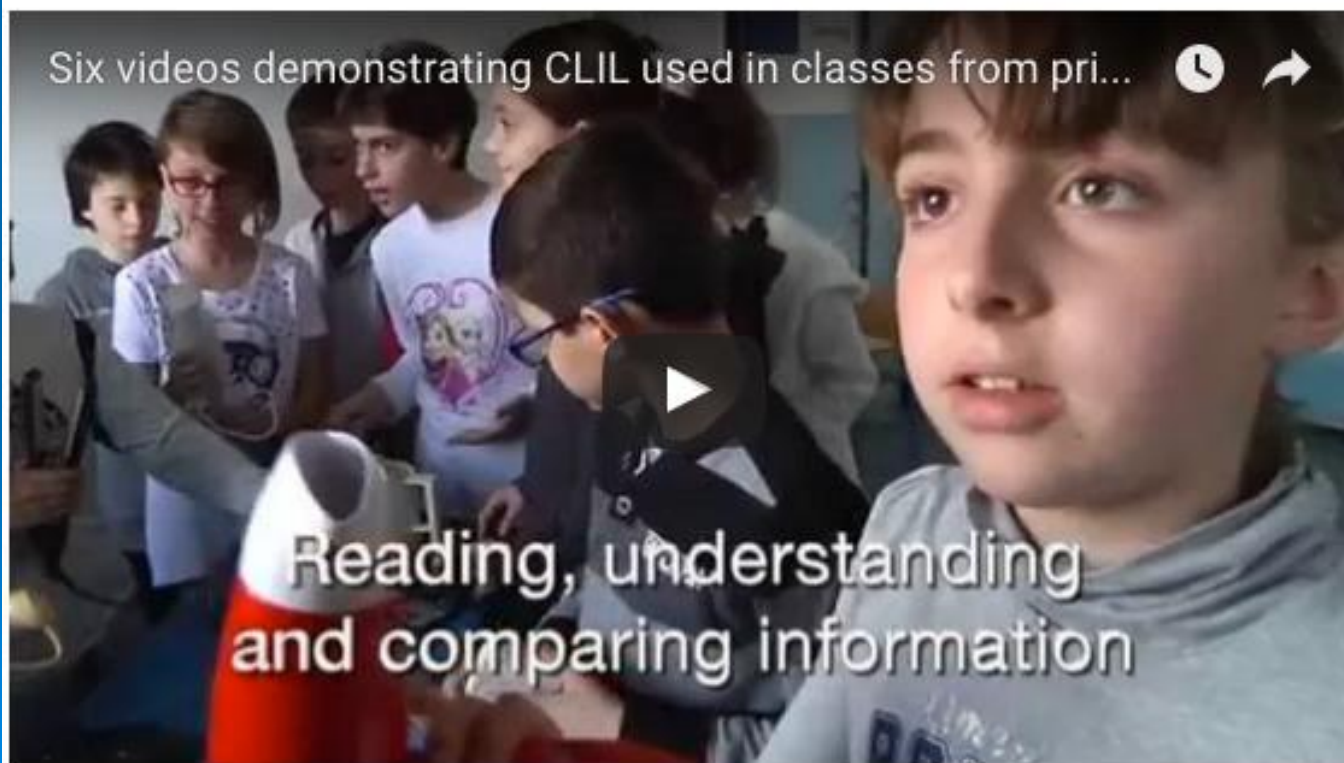 Six videos demonstrating CLIL used in classes from pri...
Reading, understanding
and comparing information